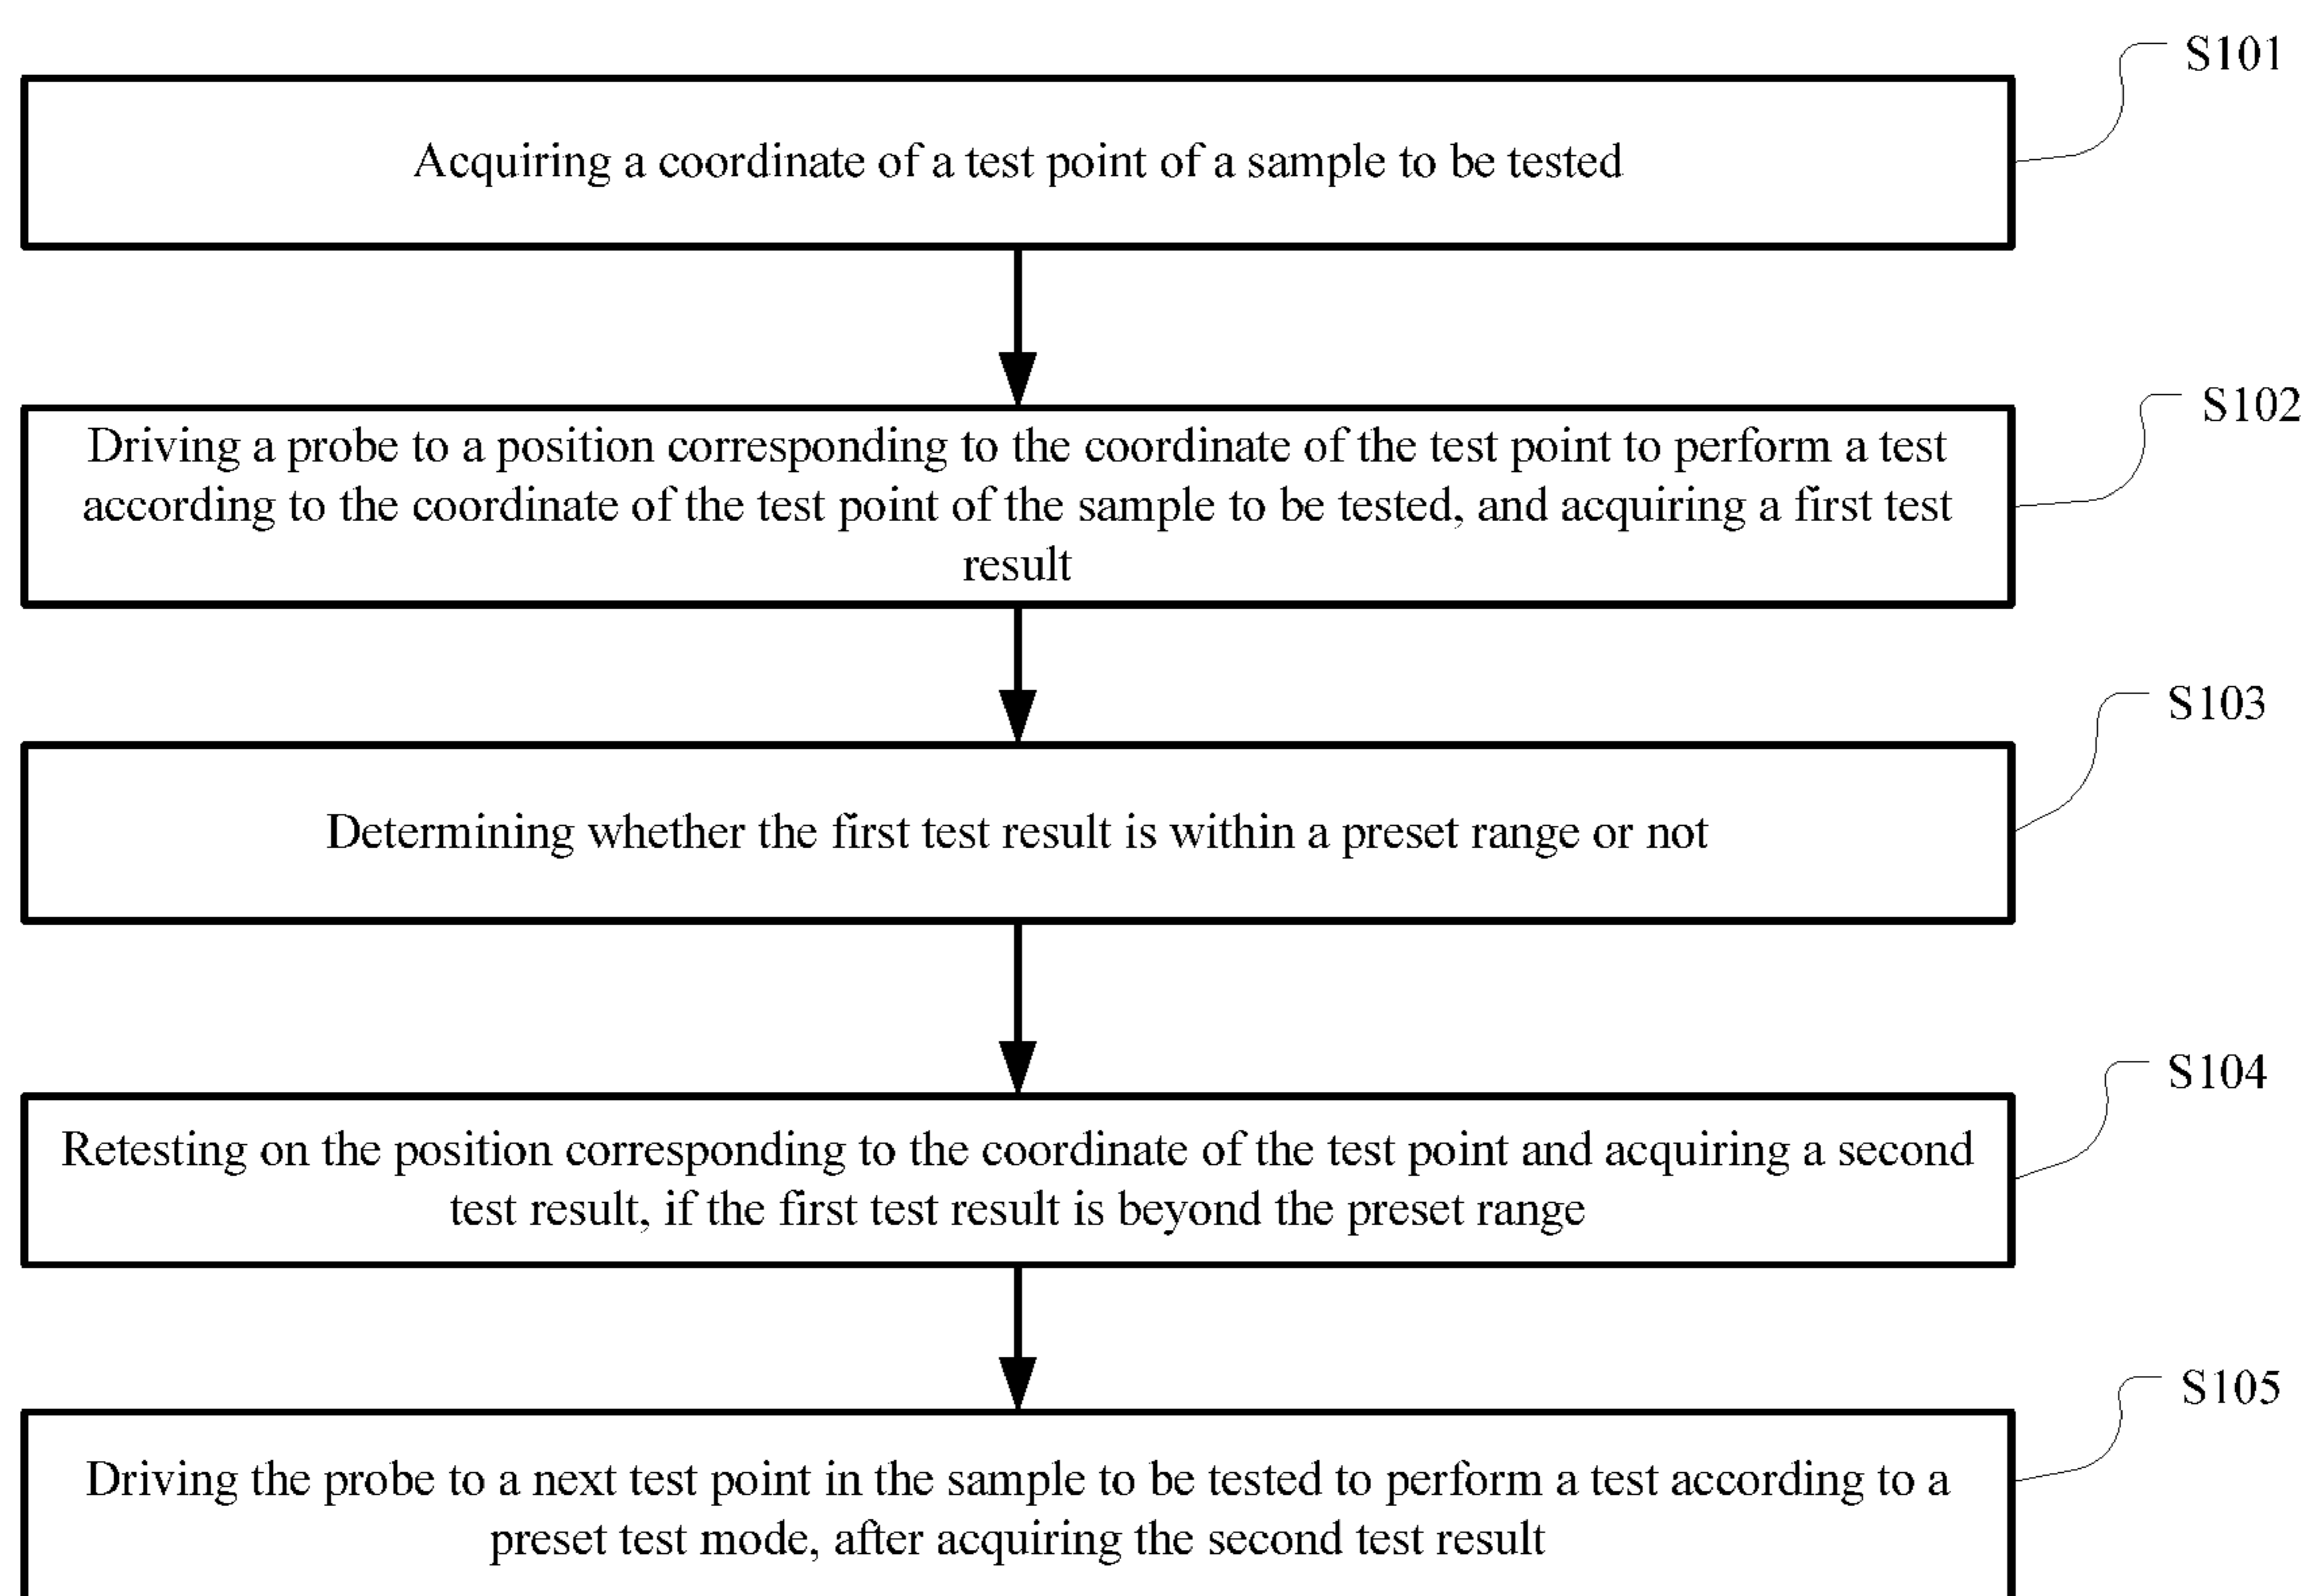 S101
Acquiring a coordinate of a test point of a sample to be tested
S102
Driving a probe to a position corresponding to the coordinate of the test point to perform a test
according to the coordinate of the test point of the sample to be tested, and acquiring a first test
result
S103
Determining whether the first test result is within a preset range or not
S104
Retesting on the position corresponding to the coordinate of the test point and acquiring a second
test result, if the first test result is beyond the preset range
S105
Driving the probe to a next test point in the sample to be tested to perform a test according to a
preset test mode, after acquiring the second test result